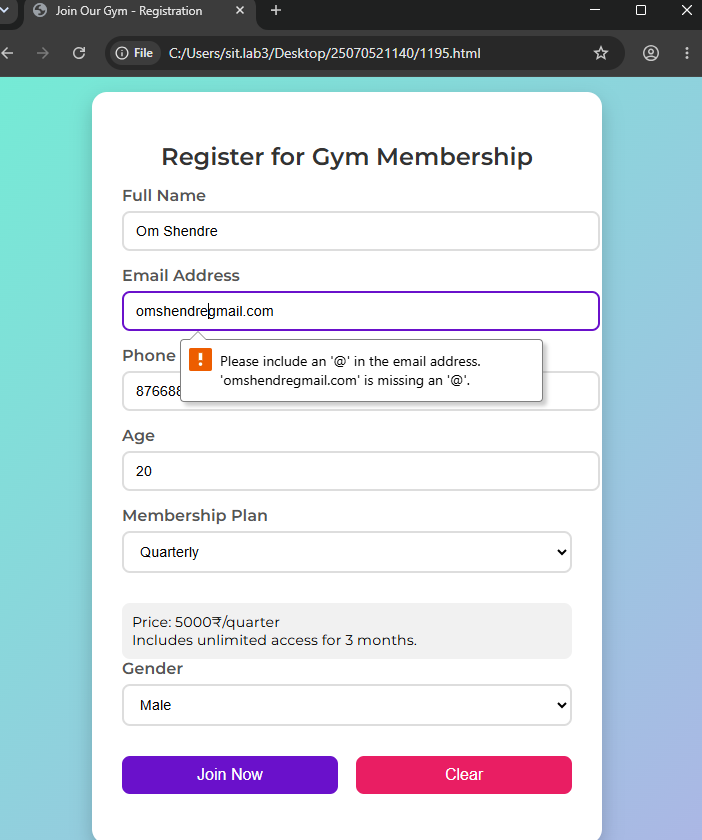 Join Our Gym - Registration
File C:/Users/sit.lab3/Desktop/25070521140/1195.html
Register for Gym Membership
Full Name
Om Shendre
Email Address
omshendregmail.com
Please include an '@' in the email address.
'omshendregmail.com' is missing an '@'.
Phone
Age
20
Membership Plan
Quarterly
Price: 5000₹/quarter
Includes unlimited access for 3 months.
Gender
Male
Join Now Clear